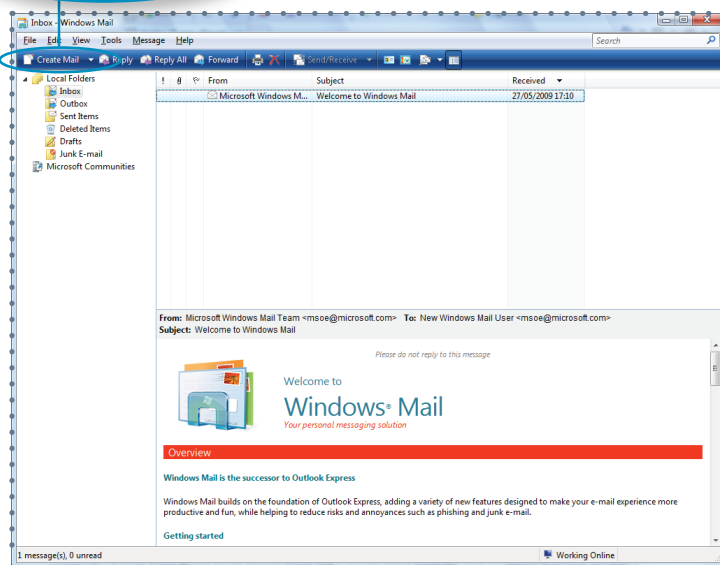 Inbox - Windows Mail
File Edit View Tools Message Help
Search
Create Mail Reply Reply All Forward Send/Receive
Local Folders
Inbox
Outbox
Sent Items
Deleted Items
Drafts
Junk E-mail
Microsoft Communities
! From Subject Received
Microsoft Windows M... Welcome to Windows Mail 27/05/2009 17:10
From: Microsoft Windows Mail Team <msoe@microsoft.com> To: New Windows Mail User <msoe@microsoft.com>
Subject: Welcome to Windows Mail
Please do not reply to this message
Welcome to
Windows® Mail
Your personal messaging solution
Overview
Windows Mail is the successor to Outlook Express
Windows Mail builds on the foundation of Outlook Express, adding a variety of new features designed to make your e-mail experience more
productive and fun, while helping to reduce risks and annoyances such as phishing and junk e-mail.
Getting started
1 message(s), 0 unread
Working Online